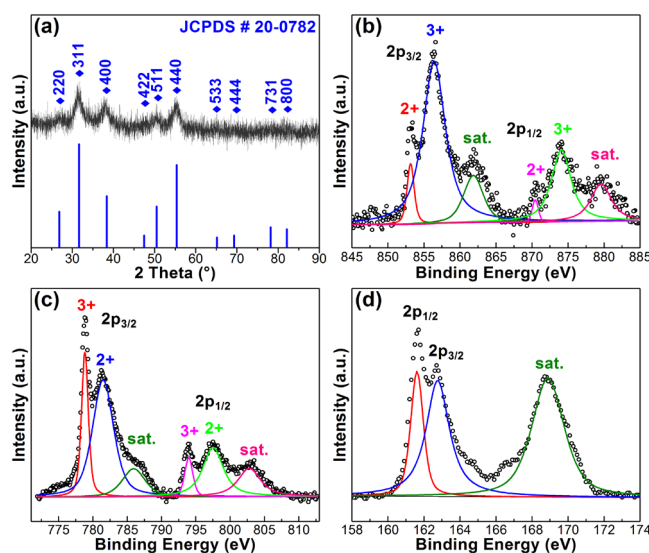 (a)
JCPDS # 20-0782
220
311
400
422
511
440
533
444
731
800
Intensity (a.u.)
20 30 40 50 60 70 80 90
2 Theta (°)
(b)
3+
2p3/2
2+
sat.
2p1/2
2+
3+
sat.
Intensity (a.u.)
845 850 855 860 865 870 875 880 885
Binding Energy (eV)
(c)
3+
2p3/2
2+
sat.
2p1/2
3+
2+
sat.
Intensity (a.u.)
775 780 785 790 795 800 805 810
Binding Energy (eV)
(d)
2p1/2
2p3/2
sat.
Intensity (a.u.)
158 160 162 164 166 168 170 172 174
Binding Energy (eV)